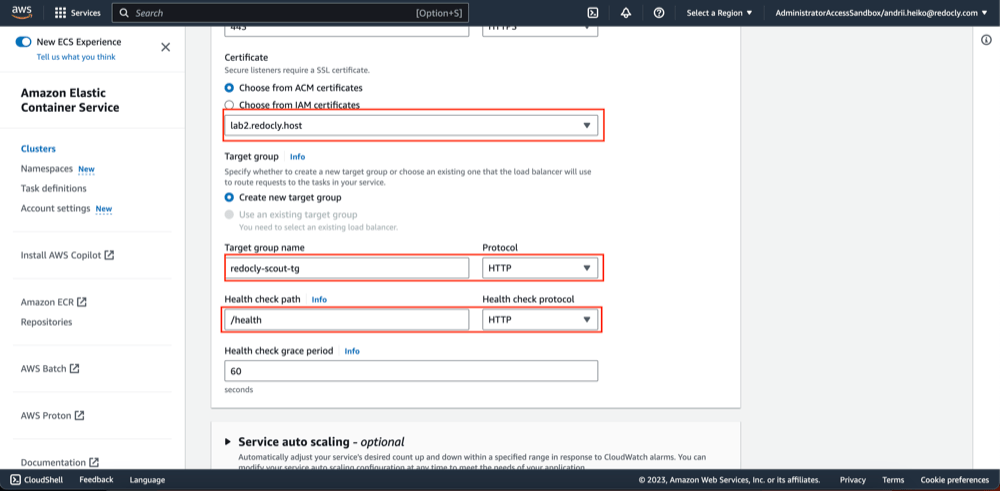 aws
Services
Search
[Option+S]
Select a Region
AdministratorAccessSandbox/andrii.heiko@redocly.com
New ECS Experience
Tell us what you think
Amazon Elastic
Container Service
Clusters
Namespaces New
Task definitions
Account settings New
Install AWS Copilot
Amazon ECR
Repositories
AWS Batch
AWS Proton
Documentation
443
HTTPS
Certificate
Secure listeners require a SSL certificate.
Choose from ACM certificates
Choose from IAM certificates
lab2.redocly.host
Target group Info
Specify whether to create a new target group or choose an existing one that the load balancer will use
to route requests to the tasks in your service.
Create new target group
Use an existing target group
You need to select an existing load balancer.
Target group name
Protocol
redocly-scout-tg
HTTP
Health check path Info
Health check protocol
/health
HTTP
Health check grace period Info
60
seconds
Service auto scaling - optional
Automatically adjust your service's desired count up and down within a specified range in response to CloudWatch alarms. You can
modify your service auto scaling configuration at any time to meet the needs of your application.
CloudShell
Feedback
Language
© 2023, Amazon Web Services, Inc. or its affiliates.
Privacy
Terms
Cookie preferences